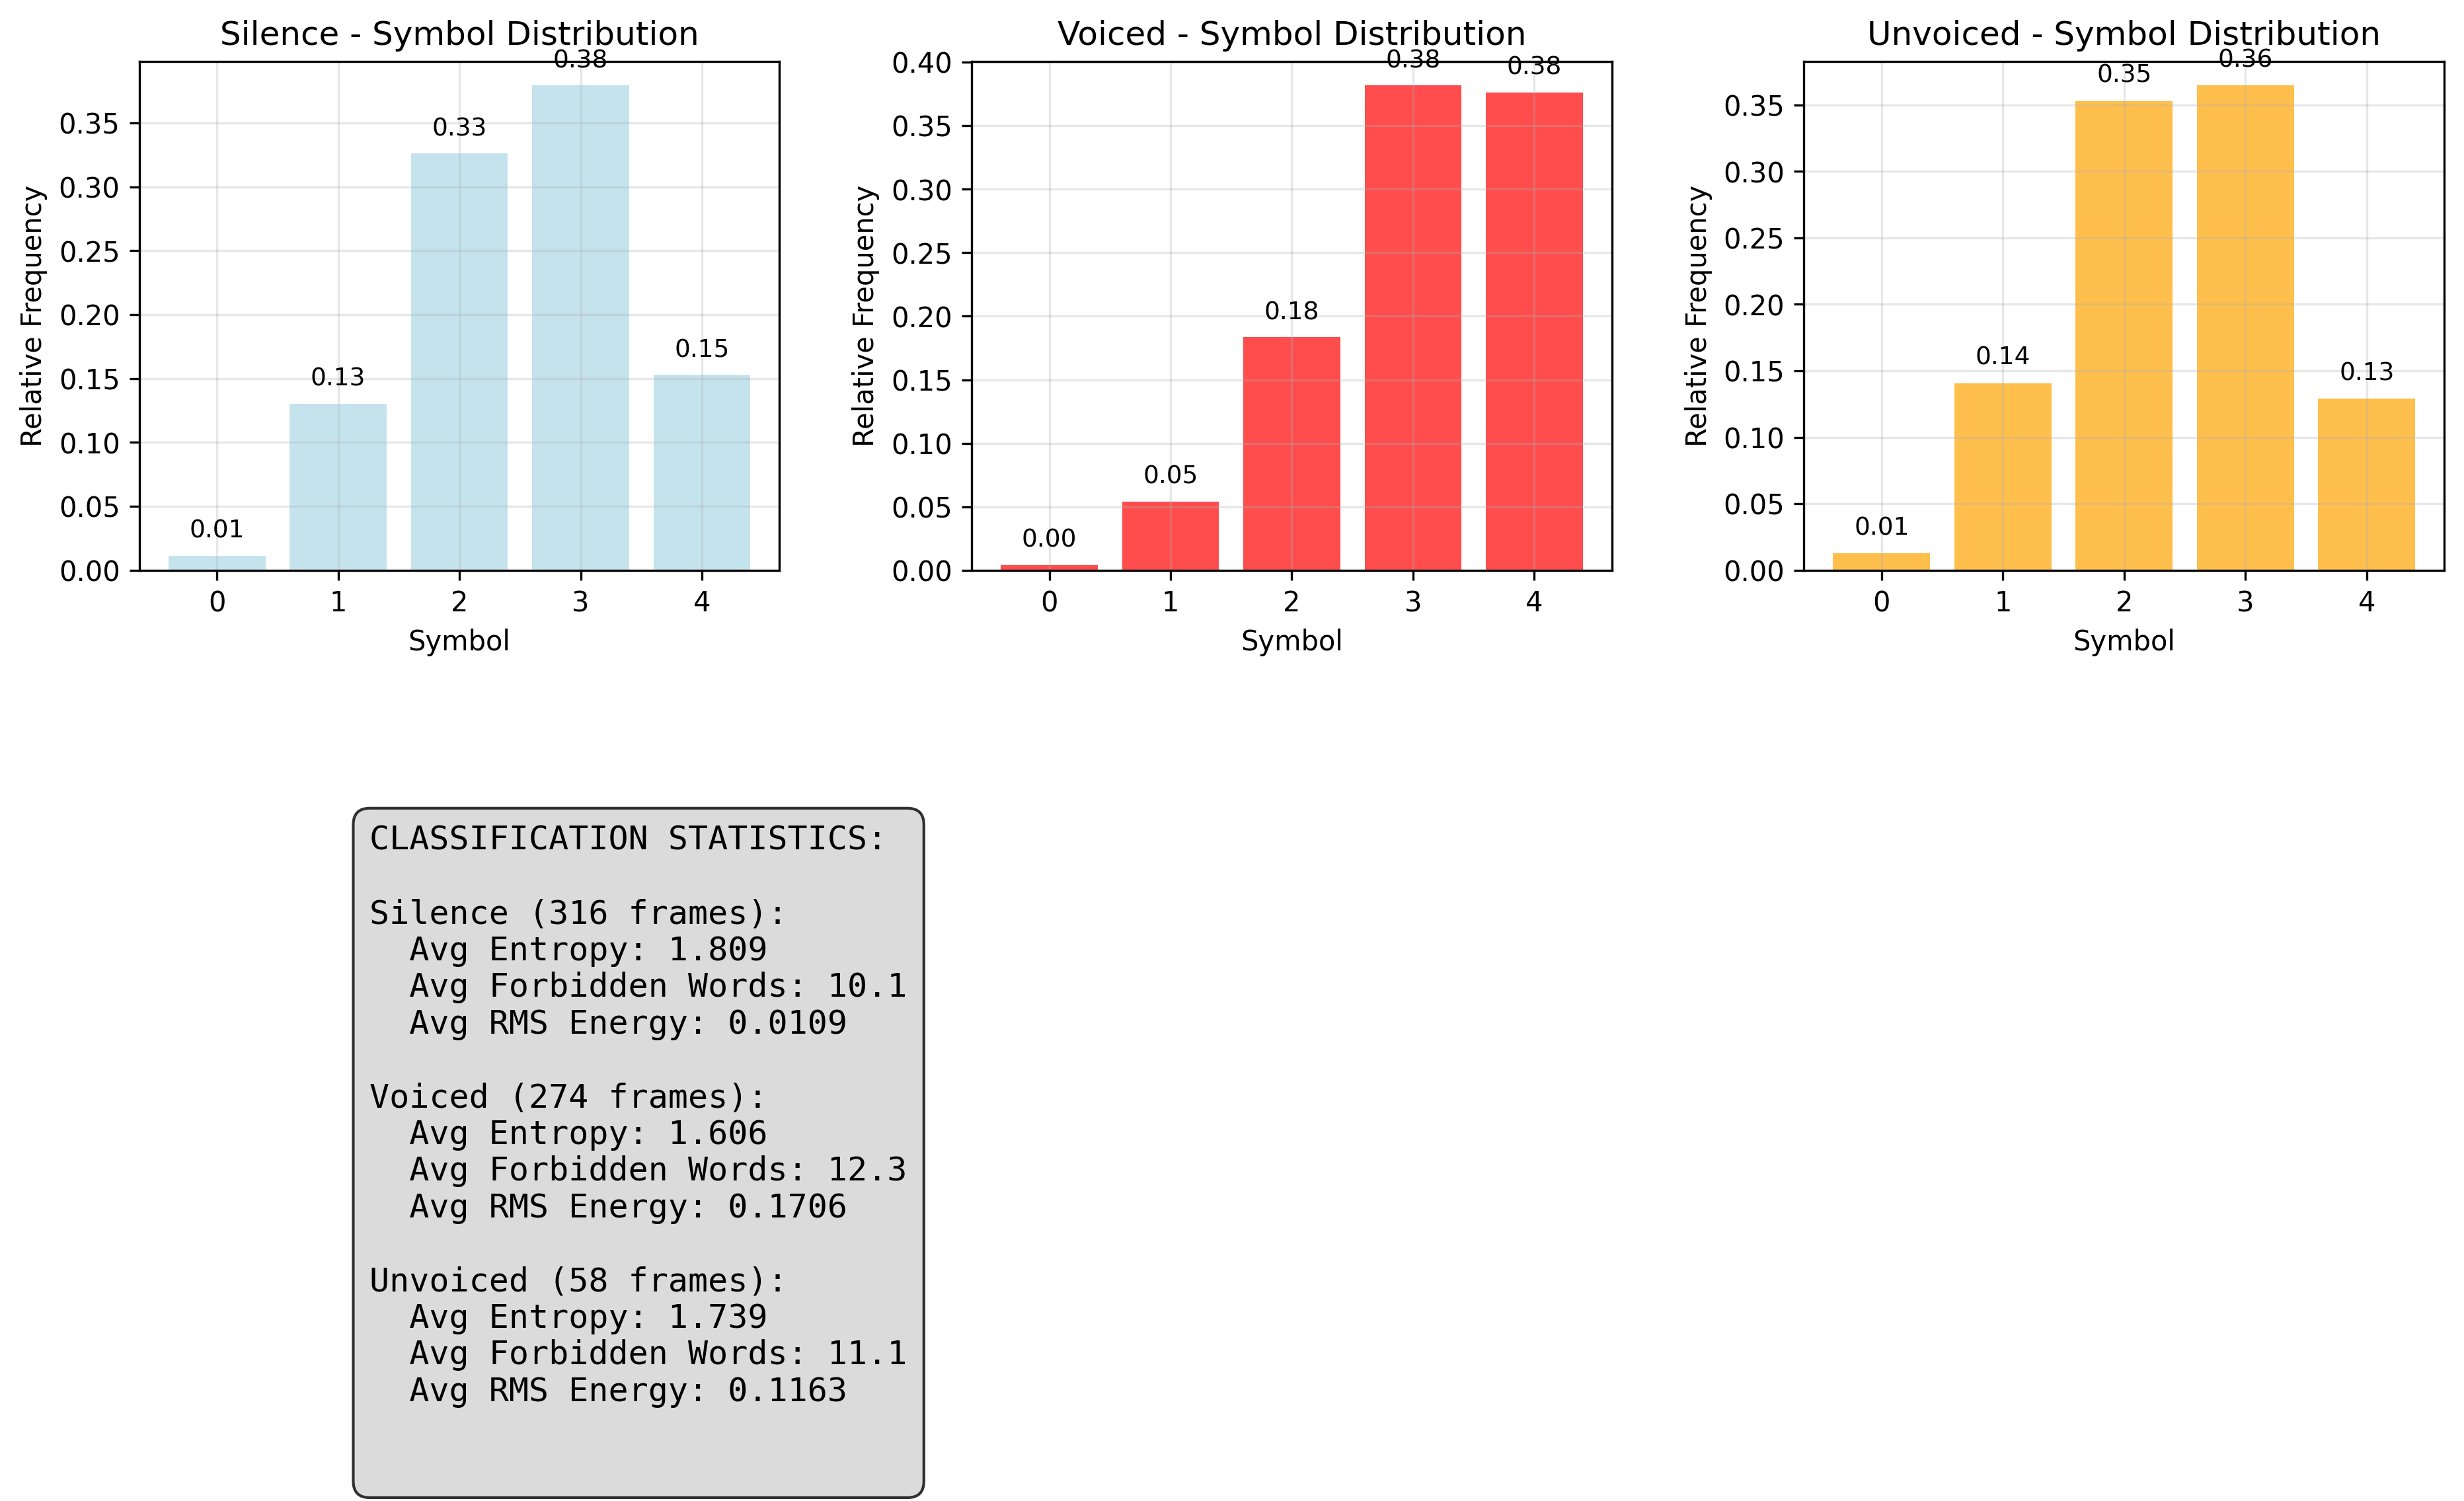 Silence - Symbol Distribution
Relative Frequency
0.35
0.30
0.25
0.20
0.15
0.10
0.05
0.00
0.01
0.13
0.33
0.38
0.15
0 1 2 3 4
Symbol
Voiced - Symbol Distribution
Relative Frequency
0.40
0.35
0.30
0.25
0.20
0.15
0.10
0.05
0.00
0.00
0.05
0.18
0.38
0.38
0 1 2 3 4
Symbol
Unvoiced - Symbol Distribution
Relative Frequency
0.35
0.30
0.25
0.20
0.15
0.10
0.05
0.00
0.01
0.14
0.35
0.36
0.13
0 1 2 3 4
Symbol
CLASSIFICATION STATISTICS:
Silence (316 frames):
Avg Entropy: 1.809
Avg Forbidden Words: 10.1
Avg RMS Energy: 0.0109
Voiced (274 frames):
Avg Entropy: 1.606
Avg Forbidden Words: 12.3
Avg RMS Energy: 0.1706
Unvoiced (58 frames):
Avg Entropy: 1.739
Avg Forbidden Words: 11.1
Avg RMS Energy: 0.1163